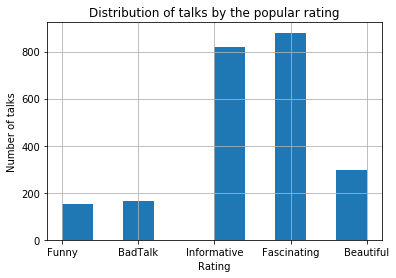 Distribution of talks by the popular rating
Number of talks
800
600
400
200
0
Funny BadTalk Informative Fascinating Beautiful
Rating